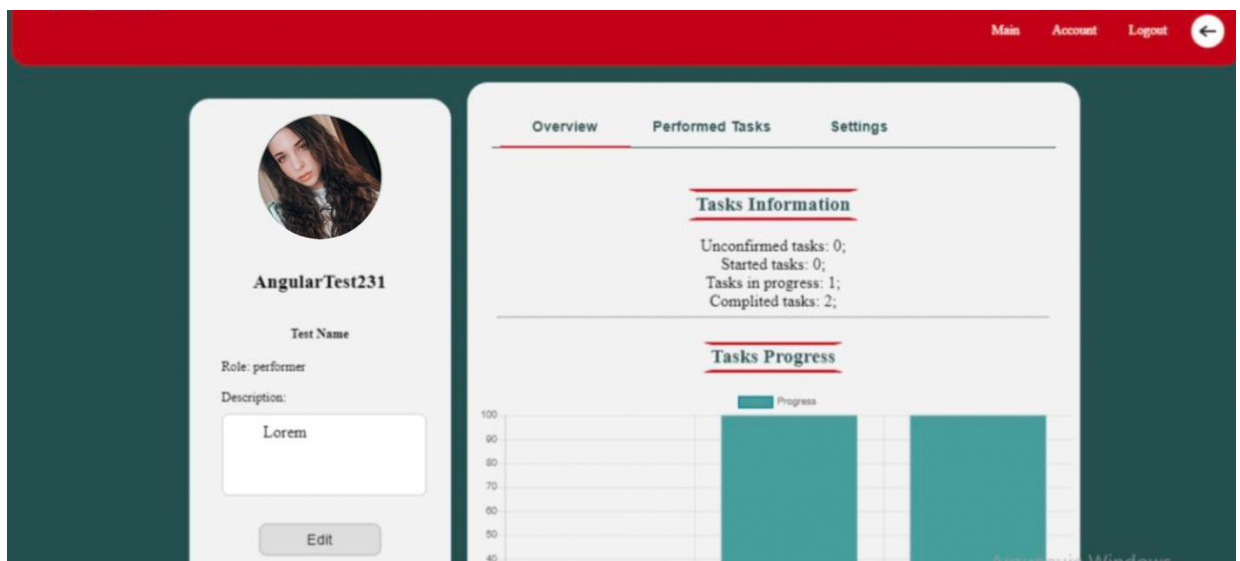 Main Account Logout
Overview Performed Tasks Settings
AngularTest231
Test Name
Role: performer
Description:
Lorem
Edit
Tasks Information
Unconfirmed tasks: 0;
Started tasks: 0;
Tasks in progress: 1;
Complited tasks: 2;
Tasks Progress
Progress
100
90
80
70
60
50
40
Windows